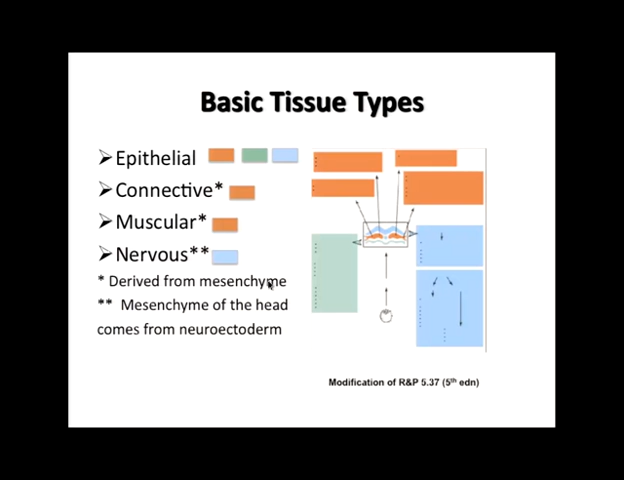 Basic Tissue Types
➢Epithelial
➢Connective*
➢Muscular*
➢Nervous**
* Derived from mesenchyme
** Mesenchyme of the head
comes from neuroectoderm
Modification of R&P 5.37 (5th edn)